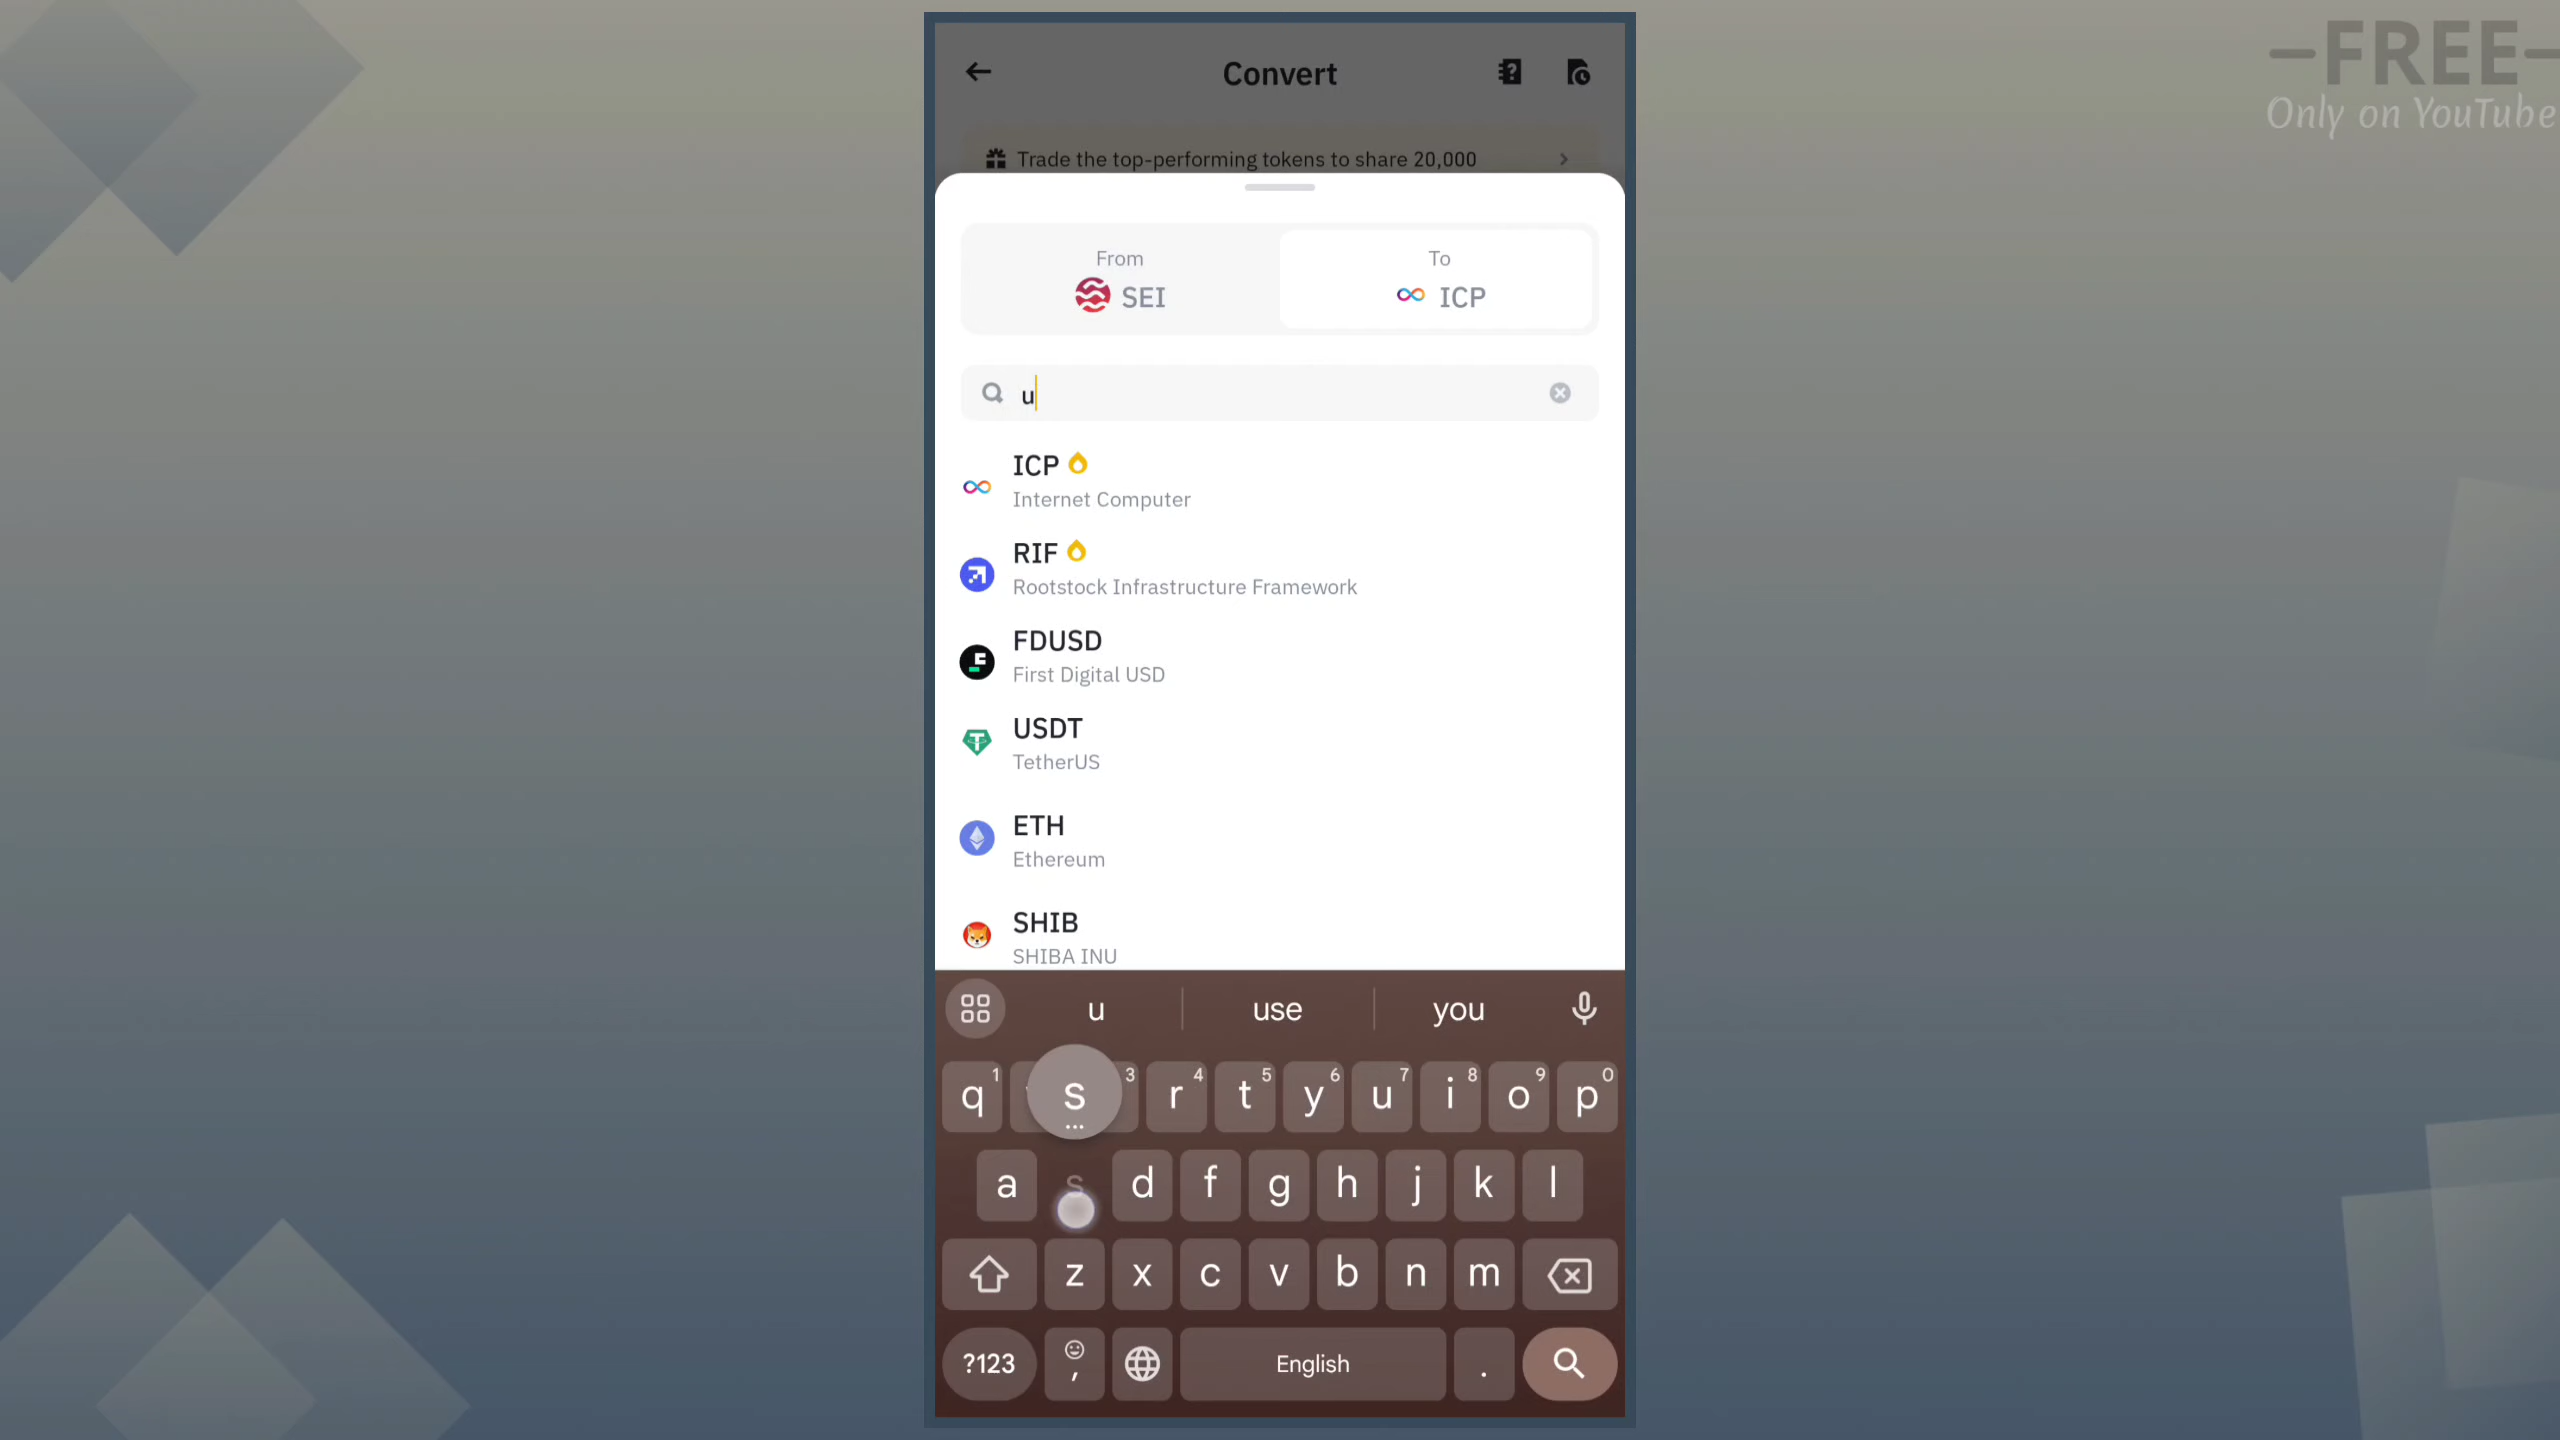 -FREE-
Only on YouTube
Convert
Trade the top-performing tokens to share 20,000
From
To
SEI
ICP
u
ICP
Internet Computer
RIF
Rootstock Infrastructure Framework
FDUSD
First Digital USD
USDT
TetherUS
ETH
Ethereum
SHIB
SHIBA INU
u use you
q 1 s 3 r 4 t 5 y 6 u 7 i 8 o 9 p 0
a s d f g h j k l
z x c v b n m
?123 , English .